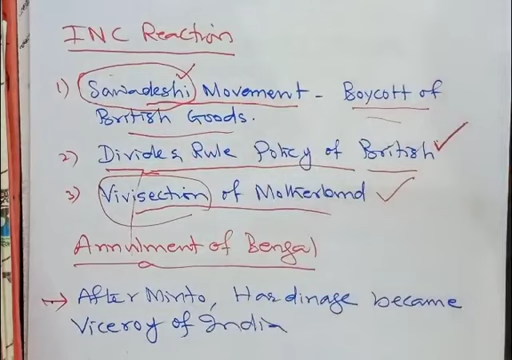 INC Reaction
1) Sawadeshi Movement - Boycott of
British Goods.
2) Divide & Rule Policy of British
3) Vivisection of Motherland
Annulment of Bengal
→ After Minto, Hardinage became
Viceroy of India